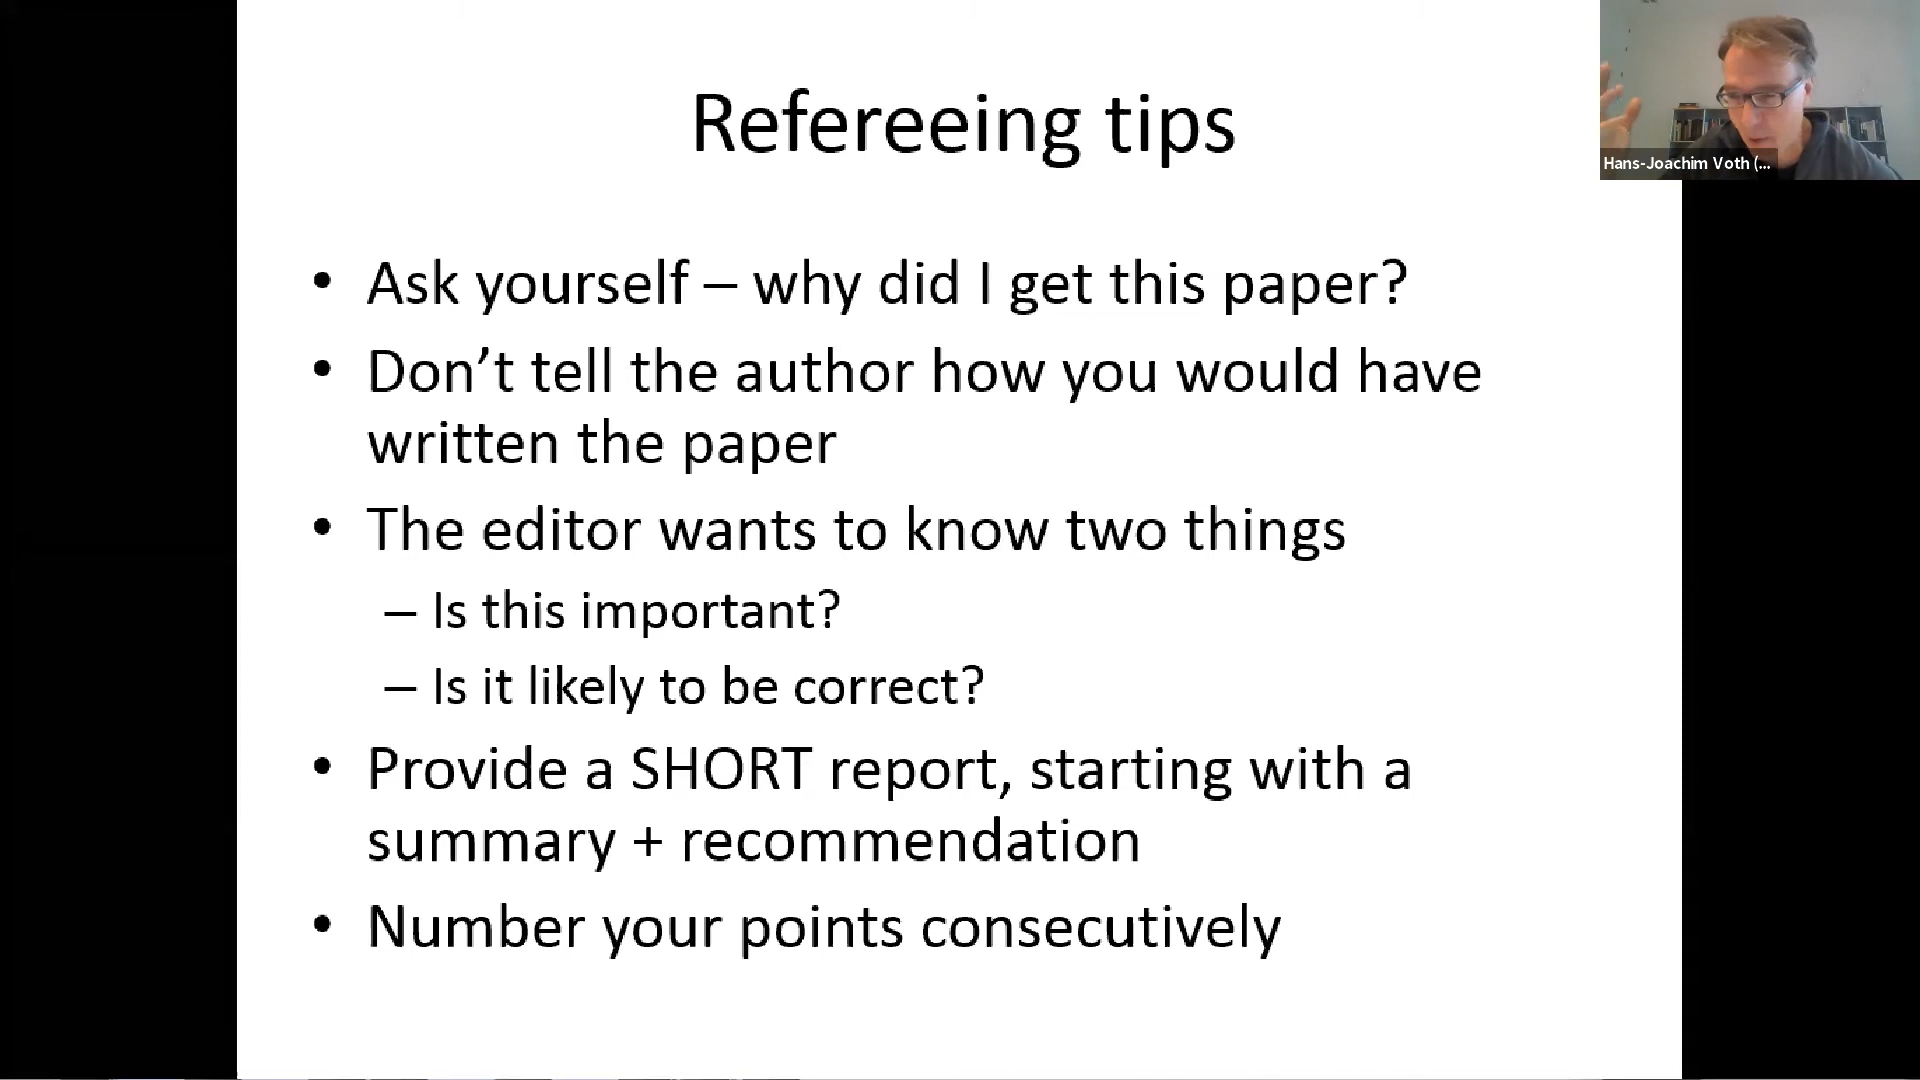 Refereeing tips
• Ask yourself – why did I get this paper?
• Don’t tell the author how you would have
written the paper
• The editor wants to know two things
– Is this important?
– Is it likely to be correct?
• Provide a SHORT report, starting with a
summary + recommendation
• Number your points consecutively
Hans-Joachim Voth (...